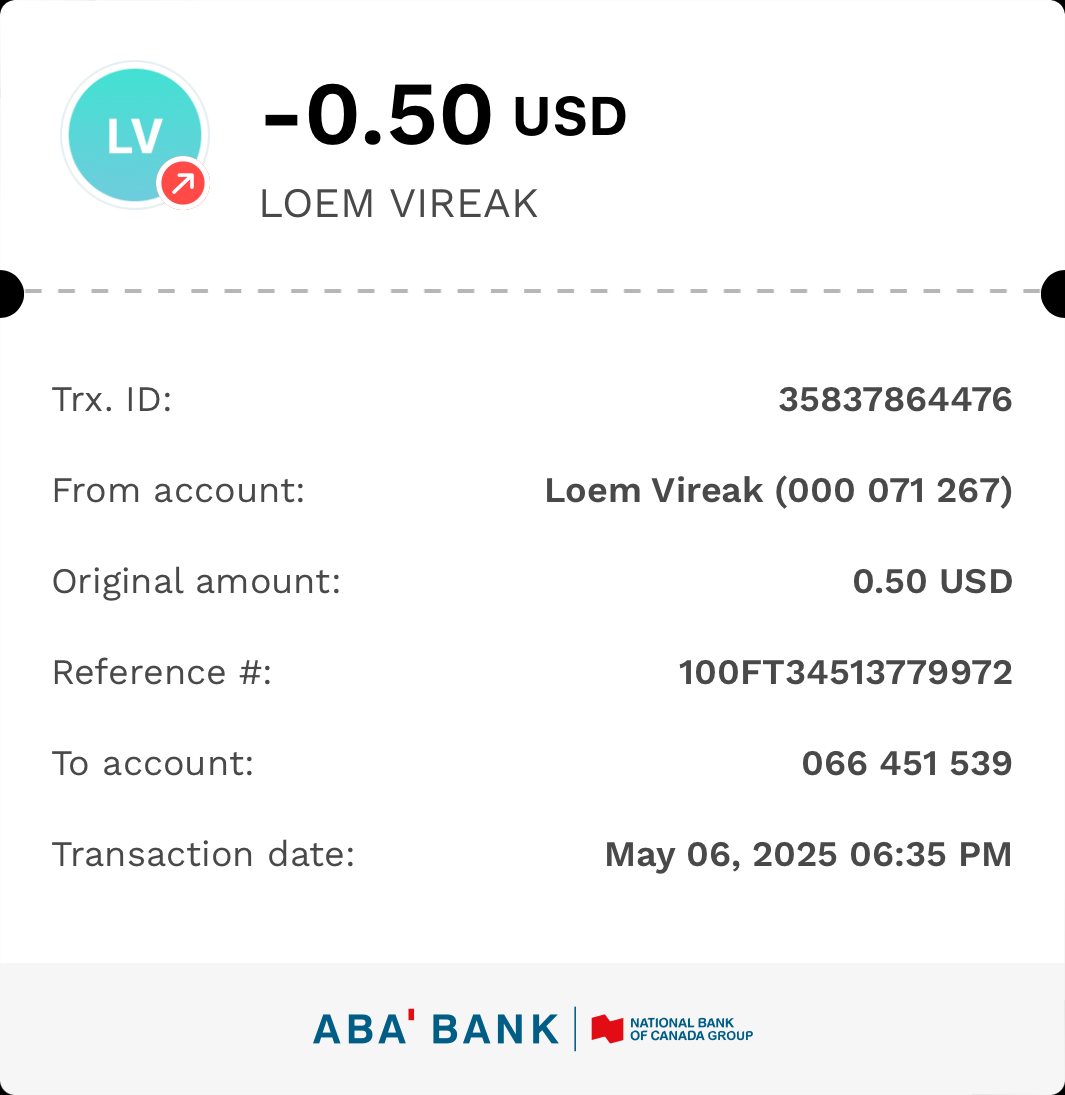 LV
-0.50 USD
LOEM VIREAK
Trx. ID: 35837864476
From account: Loem Vireak (000 071 267)
Original amount: 0.50 USD
Reference #: 100FT34513779972
To account: 066 451 539
Transaction date: May 06, 2025 06:35 PM
ABA' BANK
NATIONAL BANK
OF CANADA GROUP